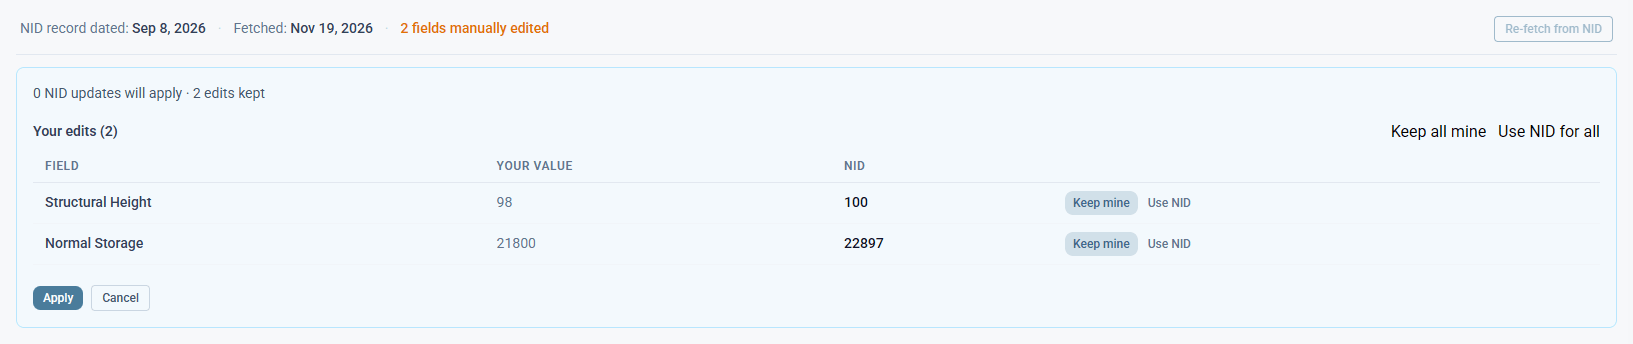 NID record dated: Sep 8, 2026 · Fetched: Nov 19, 2026 · 2 fields manually edited Re-fetch from NID
0 NID updates will apply · 2 edits kept
Your edits (2) Keep all mine Use NID for all
FIELD YOUR VALUE NID
Structural Height 98 100 Keep mine Use NID
Normal Storage 21800 22897 Keep mine Use NID
Apply Cancel